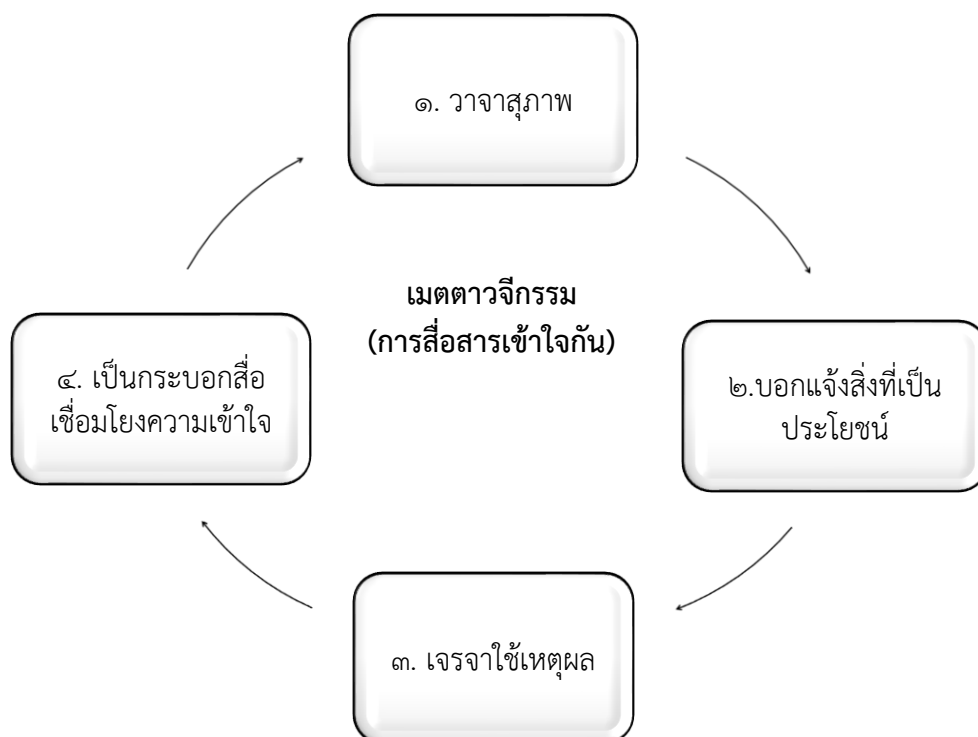 ๑. วาจาสุภาพ
เมตตาวจีกรรม
(การสื่อสารเข้าใจกัน)
๒.บอกแจ้งสิ่งที่เป็น
ประโยชน์
๓. เจรจาใช้เหตุผล
๔. เป็นกระบอกสื่อ
เชื่อมโยงความเข้าใจ